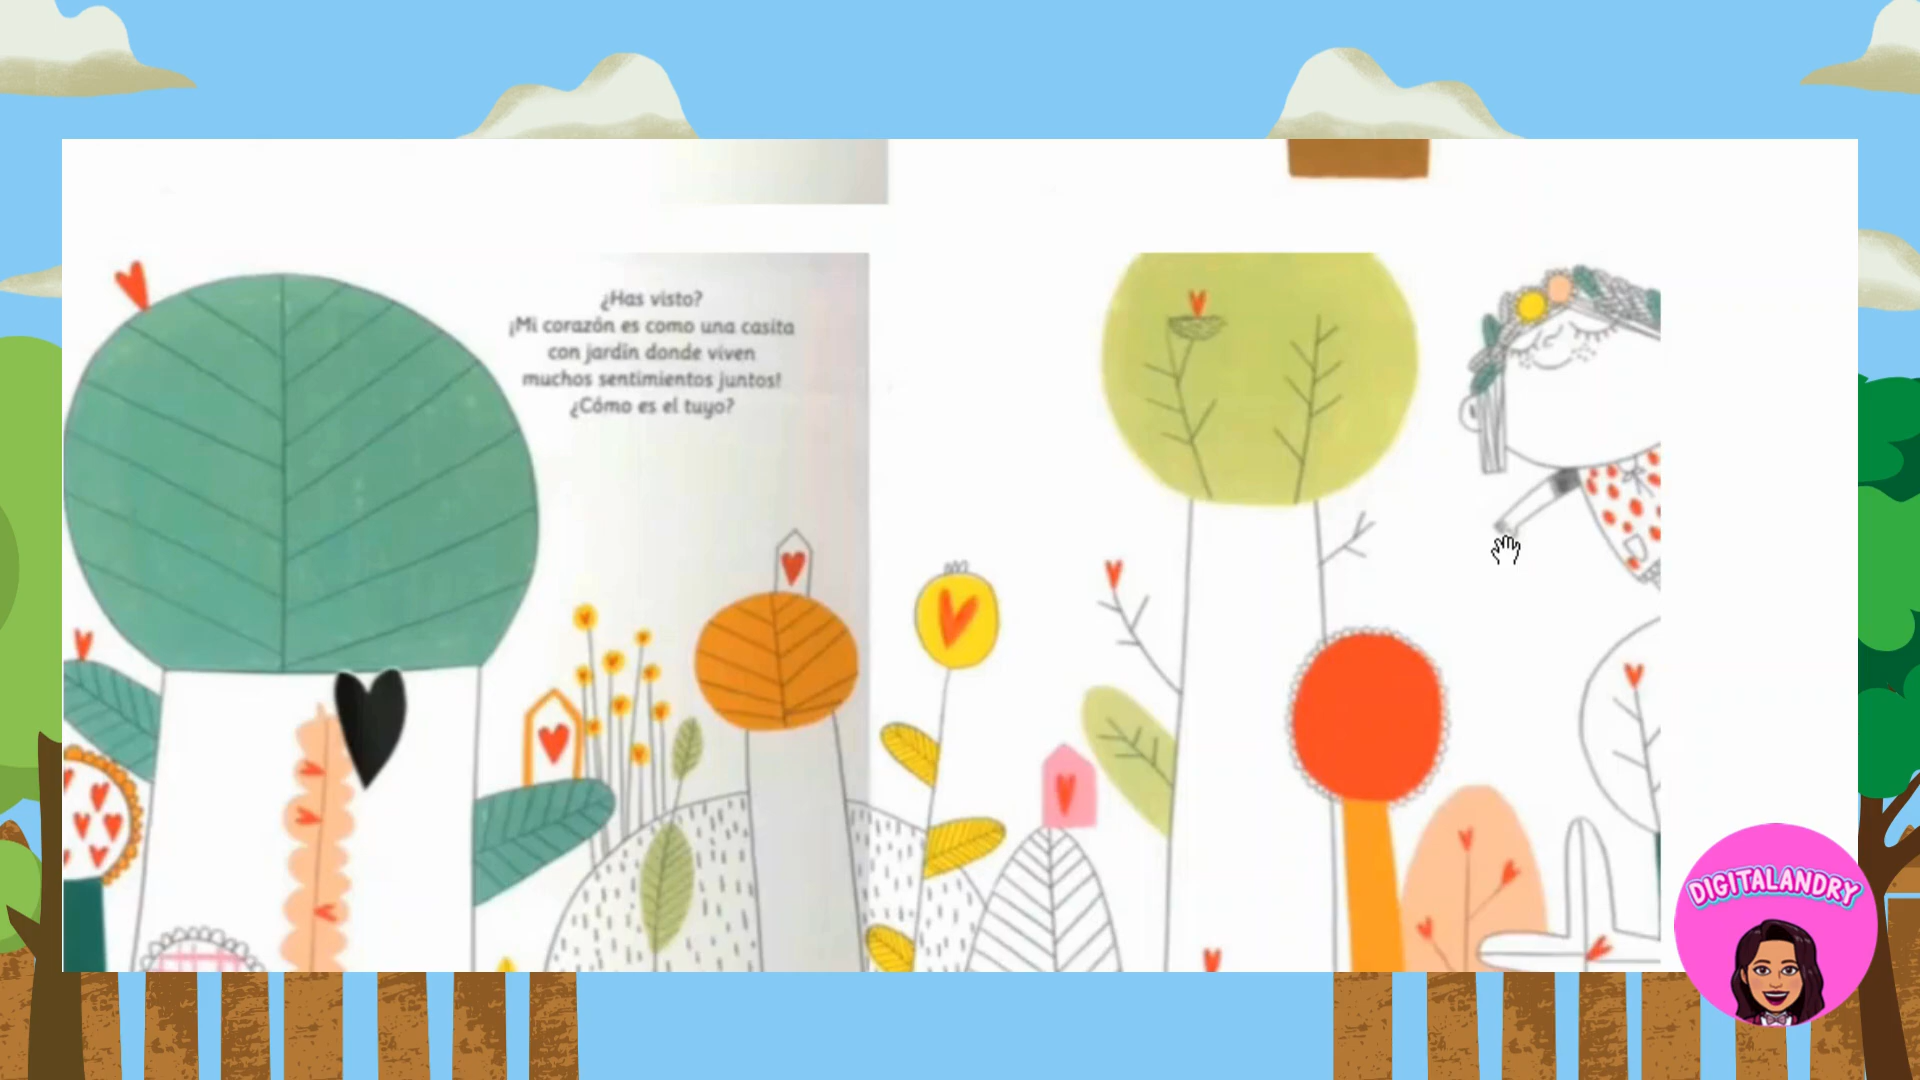 ¿Has visto?
¡Mi corazón es como una casita
con jardín donde viven
muchos sentimientos juntos!
¿Cómo es el tuyo?
DIGITALANDRY